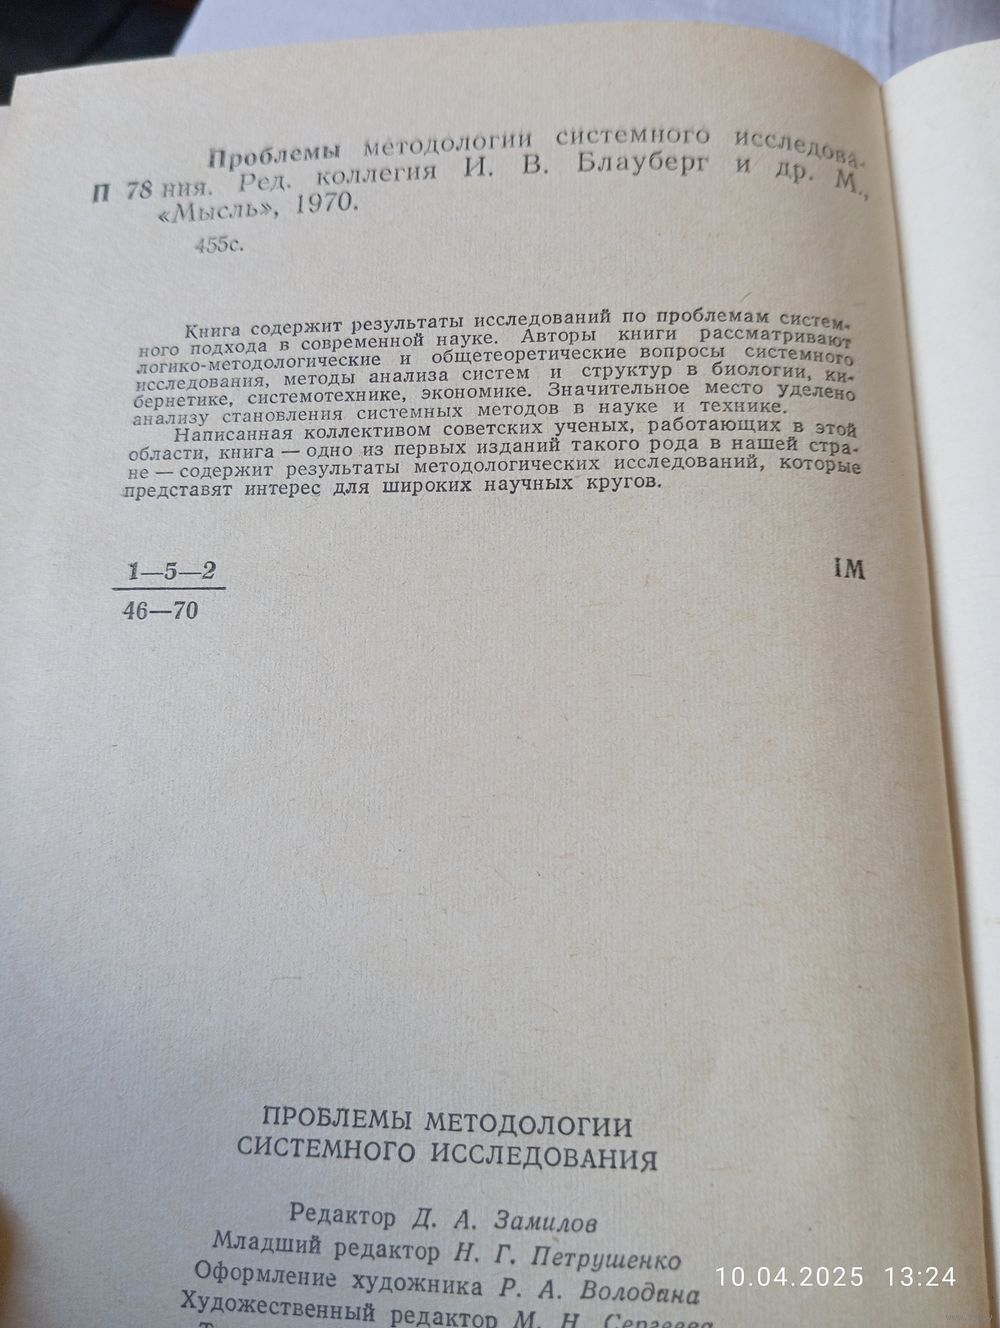 Проблемы методологии системного исследова-
П 78 ния. Ред. коллегия И. В. Блауберг и др. М.,
«Мысль», 1970.
455с.
Книга содержит результаты исследований по проблемам систем-
ного подхода в современной науке. Авторы книги рассматривают
логико-методологические и общетеоретические вопросы системного
исследования, методы анализа систем и структур в биологии, ки-
бернетике, системотехнике, экономике. Значительное место уделено
анализу становления системных методов в науке и технике.
Написанная коллективом советских ученых, работающих в этой
области, книга — одно из первых изданий такого рода в нашей стра-
не — содержит результаты методологических исследований, которые
представят интерес для широких научных кругов.
1—5—2
46—70
1М
ПРОБЛЕМЫ МЕТОДОЛОГИИ
СИСТЕМНОГО ИССЛЕДОВАНИЯ
Редактор Д. А. Замилов
Младший редактор Н. Г. Петрушенко
Оформление художника Р. А. Володана
Художественный редактор М. Н. Сергеева
10.04.2025 13:24